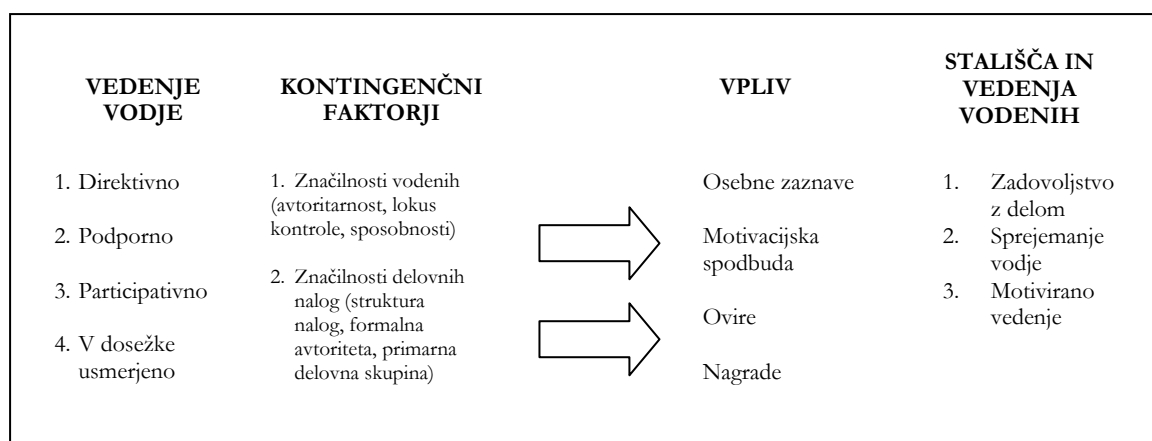 VEDENJE
VODJE
1. Direktivno
2. Podporno
3. Participativno
4. V dosežke
usmerjeno
KONTINGENČNI
FAKTORJI
1. Značilnosti vodenih
(avtoritarnost, lokus
kontrole, sposobnosti)
2. Značilnosti delovnih
nalog (struktura
nalog, formalna
avtoriteta, primarna
delovna skupina)
VPLIV
Osebne zaznave
Motivacijska
spodbuda
Ovire
Nagrade
STALIŠČA IN
VEDENJA
VODENIH
1. Zadovoljstvo
z delom
2. Sprejemanje
vodje
3. Motivirano
vedenje